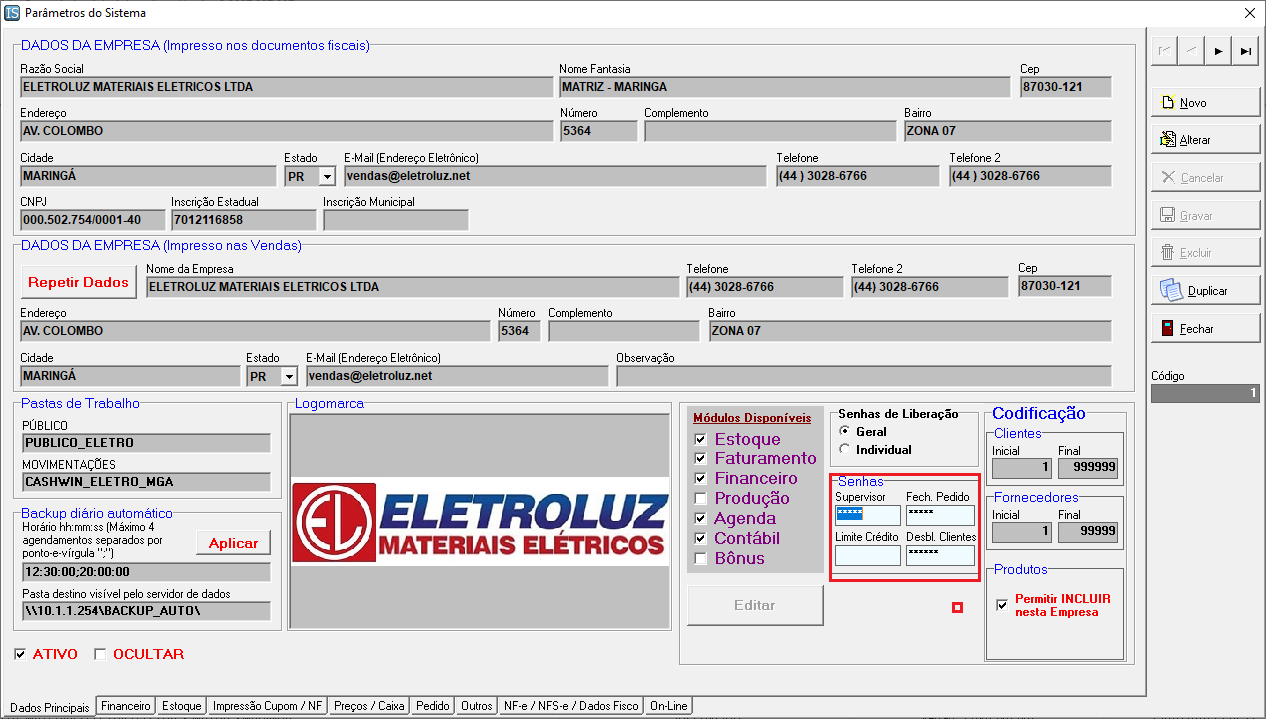 IS Parâmetros do Sistema
DADOS DA EMPRESA (Impresso nos documentos fiscais)
Razão Social Nome Fantasia Cep
ELETROLUZ MATERIAIS ELETRICOS LTDA MATRIZ - MARINGA 87030-121
Endereço Número Complemento Bairro
AV. COLOMBO 5364 ZONA 07
Cidade Estado E-Mail (Endereço Eletrônico) Telefone Telefone 2
MARINGÁ PR vendas@eletroluz.net (44 ) 3028-6766 (44 ) 3028-6766
CNPJ Inscrição Estadual Inscrição Municipal
000.502.754/0001-40 7012116858
DADOS DA EMPRESA (Impresso nas Vendas)
Repetir Dados
Nome da Empresa Telefone Telefone 2 Cep
ELETROLUZ MATERIAIS ELETRICOS LTDA (44) 3028-6766 (44) 3028-6766 87030-121
Endereço Número Complemento Bairro
AV. COLOMBO 5364 ZONA 07
Cidade Estado E-Mail (Endereço Eletrônico) Observação
MARINGÁ PR vendas@eletroluz.net
Pastas de Trabalho
PÚBLICO
PUBLICO_ELETRO
MOVIMENTAÇÕES
CASHWIN_ELETRO_MGA
Backup diário automático
Horário hh:mm:ss (Máximo 4
agendamentos separados por
ponto-e-vírgula ";")
Aplicar
12:30:00;20:00:00
Pasta destino visível pelo servidor de dados
\\10.1.1.254\BACKUP_AUTO\
ATIVO OCULTAR
Logomarca
EL ELETROLUZ
MATERIAIS ELÉTRICOS
Módulos Disponíveis
Estoque
Faturamento
Financeiro
Produção
Agenda
Contábil
Bônus
Editar
Senhas de Liberação
Geral
Individual
Senhas
Supervisor Fech. Pedido
***** *****
Limite Crédito Desbl. Clientes
******
Codificação
Clientes
Inicial Final
1 999999
Fornecedores
Inicial Final
1 99999
Produtos
Permitir INCLUIR
nesta Empresa
Novo
Alterar
Cancelar
Gravar
Excluir
Duplicar
Fechar
Código
1
Dados Principais Financeiro Estoque Impressão Cupom / NF Preços / Caixa Pedido Outros NF-e / NFS-e / Dados Fisco On-Line